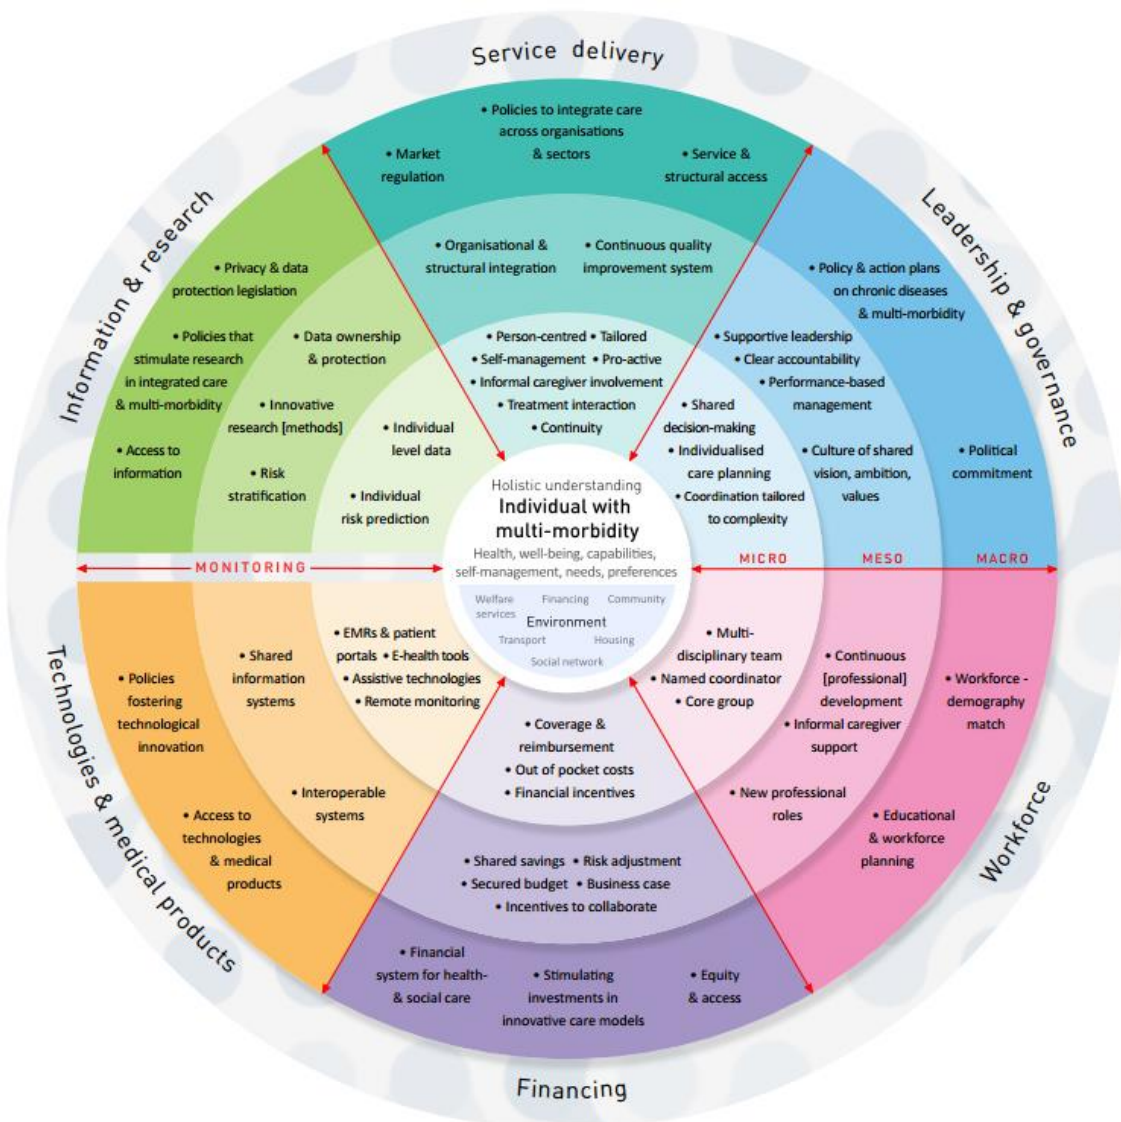 Service delivery
• Policies to integrate care
across organisations
& sectors
• Market
regulation
• Service &
structural access
• Organisational &
structural integration
• Continuous quality
improvement system
• Person-centred • Tailored
• Self-management • Pro-active
• Informal caregiver involvement
• Treatment interaction
• Continuity
Leadership & governance
• Policy & action plans
on chronic diseases
& multi-morbidity
• Supportive leadership
• Clear accountability
• Performance-based
management
• Shared
decision-making
• Individualised
care planning
• Coordination tailored
to complexity
• Culture of shared
vision, ambition,
values
• Political
commitment
Information & research
• Privacy & data
protection legislation
• Policies that
stimulate research
in integrated care
& multi-morbidity
• Access to
information
• Data ownership
& protection
• Innovative
research [methods]
• Risk
stratification
• Individual
level data
• Individual
risk prediction
Holistic understanding
Individual with
multi-morbidity
Health, well-being, capabilities,
self-management, needs, preferences
Welfare
services
Financing
Community
Environment
Transport
Housing
Social network
MONITORING
MICRO
MESO
MACRO
Technologies & medical products
• EMRs & patient
portals • E-health tools
• Assistive technologies
• Remote monitoring
• Shared
information
systems
• Interoperable
systems
• Policies
fostering
technological
innovation
• Access to
technologies
& medical
products
Workforce
• Multi-
disciplinary team
• Named coordinator
• Core group
• Continuous
[professional]
development
• Informal caregiver
support
• New professional
roles
• Workforce -
demography
match
• Educational
& workforce
planning
• Coverage &
reimbursement
• Out of pocket costs
• Financial incentives
• Shared savings • Risk adjustment
• Secured budget • Business case
• Incentives to collaborate
• Financial
system for health-
& social care
• Stimulating
investments in
innovative care models
• Equity
& access
Financing